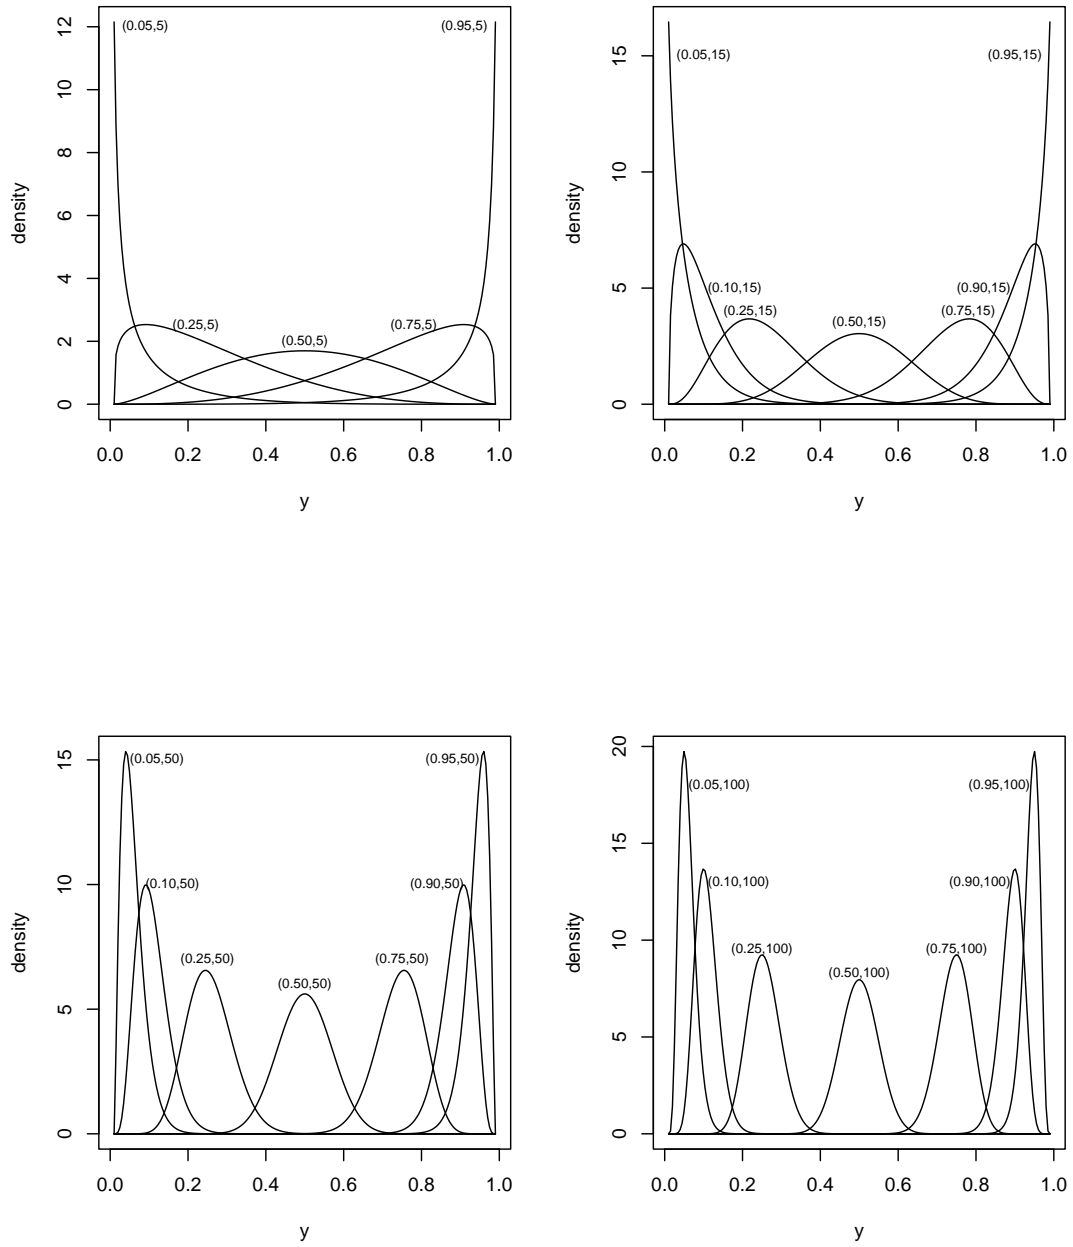 (0.05,5) (0.95,5)
(0.25,5) (0.75,5)
(0.50,5)
density
0 2 4 6 8 10 12
0.0 0.2 0.4 0.6 0.8 1.0
y
(0.05,15) (0.95,15)
(0.10,15) (0.90,15)
(0.25,15) (0.75,15)
(0.50,15)
density
0 5 10 15
0.0 0.2 0.4 0.6 0.8 1.0
y
(0.05,50) (0.95,50)
(0.10,50) (0.90,50)
(0.25,50) (0.75,50)
(0.50,50)
density
0 5 10 15
0.0 0.2 0.4 0.6 0.8 1.0
y
(0.05,100) (0.95,100)
(0.10,100) (0.90,100)
(0.25,100) (0.75,100)
(0.50,100)
density
0 5 10 15 20
0.0 0.2 0.4 0.6 0.8 1.0
y